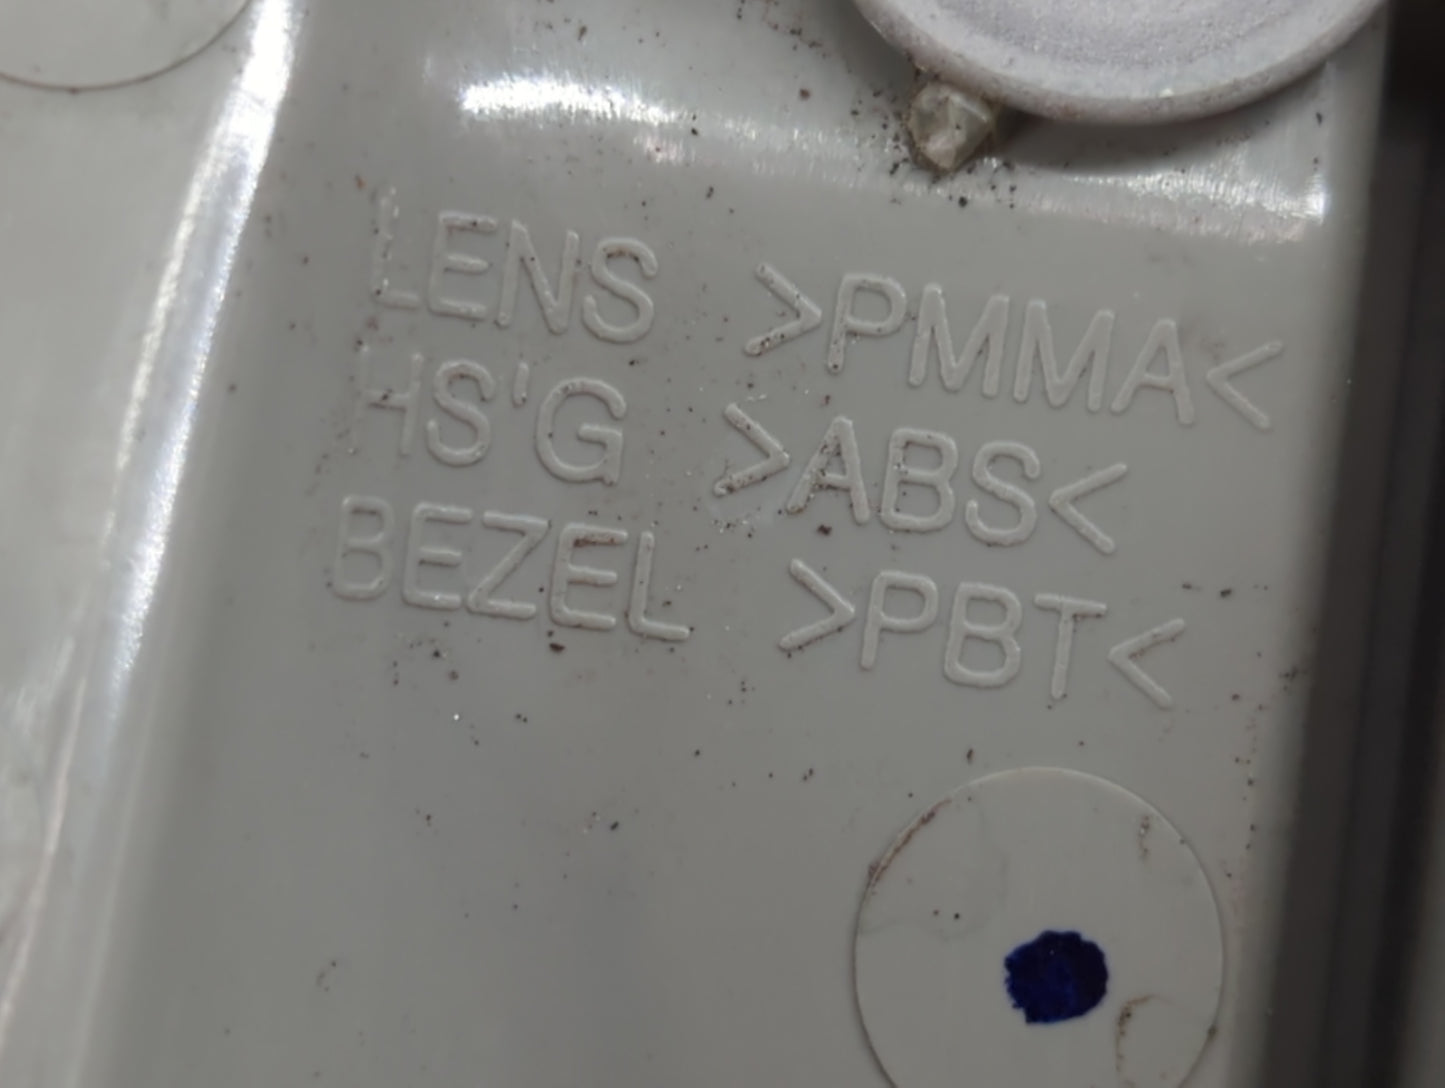 LENS >PMMA<
HS'G >ABS<
BEZEL >PBT<